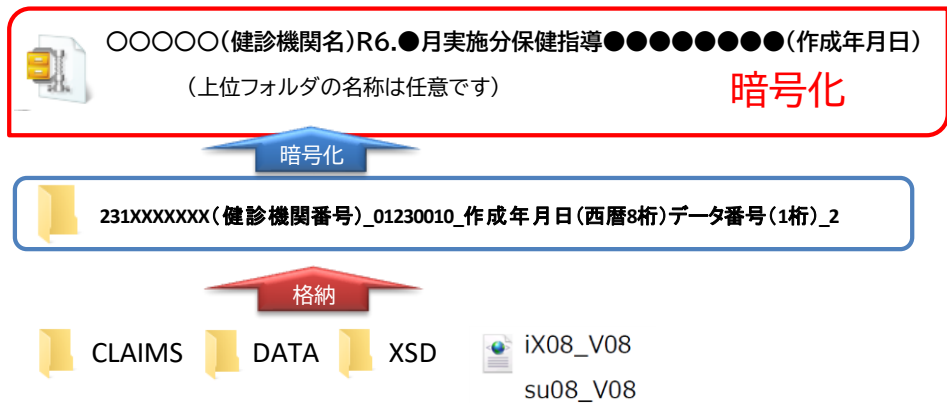 〇〇〇〇〇(健診機関名)R6.●月実施分保健指導●●●●●●●●(作成年月日)
(上位フォルダの名称は任意です)
暗号化
暗号化
231XXXXXXX(健診機関番号)_01230010_作成年月日(西暦8桁)データ番号(1桁)_2
格納
CLAIMS DATA XSD iX08_V08
su08_V08